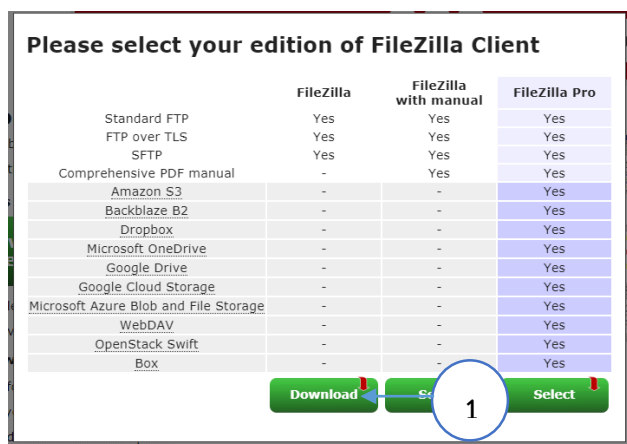 Please select your edition of FileZilla Client
FileZilla FileZilla with manual FileZilla Pro
Standard FTP Yes Yes Yes
FTP over TLS Yes Yes Yes
SFTP Yes Yes Yes
Comprehensive PDF manual - Yes Yes
Amazon S3 - - Yes
Backblaze B2 - - Yes
Dropbox - - Yes
Microsoft OneDrive - - Yes
Google Drive - - Yes
Google Cloud Storage - - Yes
Microsoft Azure Blob and File Storage - - Yes
WebDAV - - Yes
OpenStack Swift - - Yes
Box - - Yes
Download 1 Select